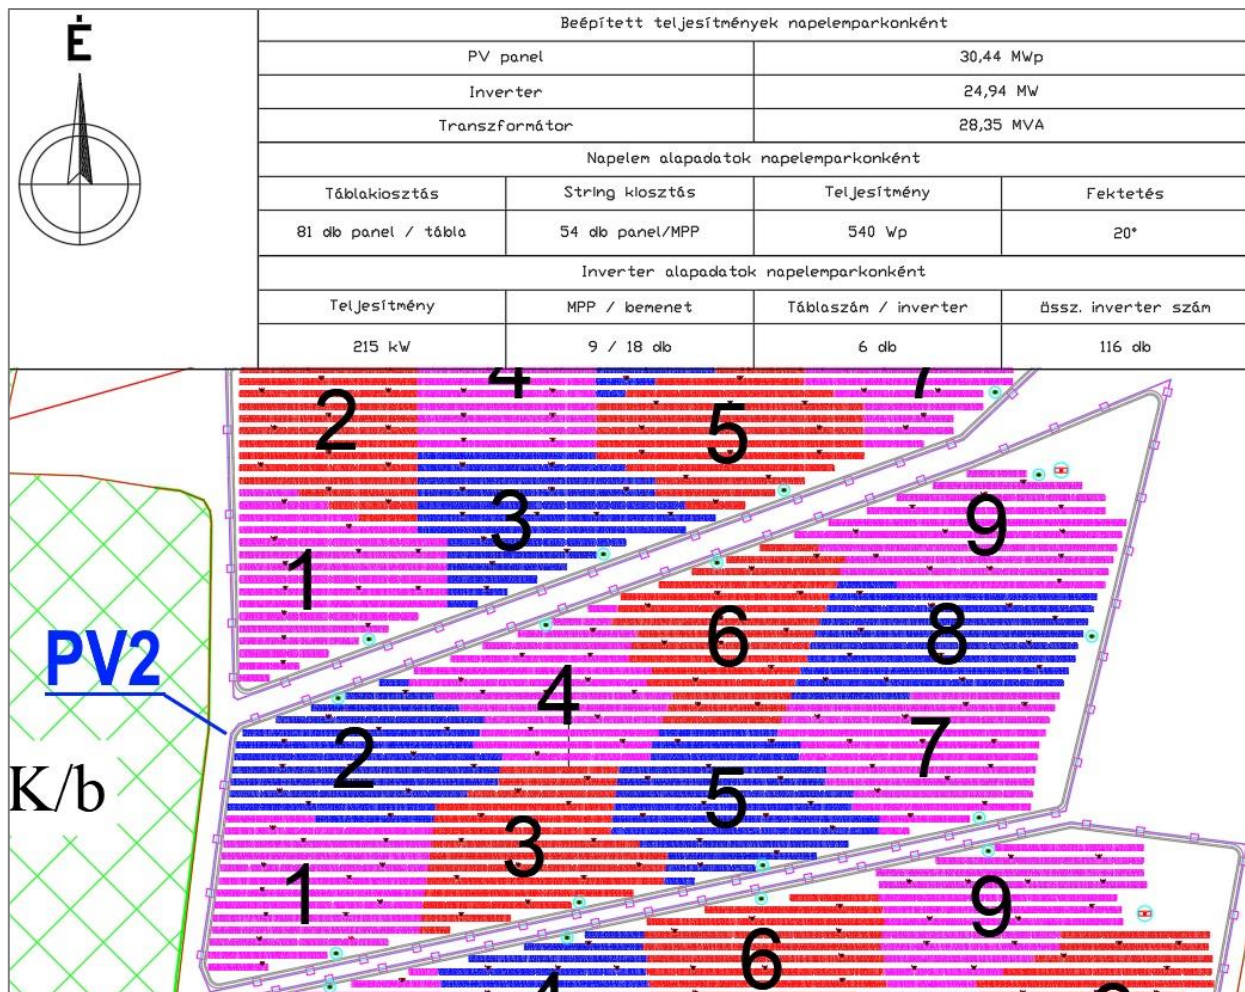 É
Beépített teljesítmények napelemparkonként
PV panel 30,44 MWp
Inverter 24,94 MW
Transzformátor 28,35 MVA
Napelem alapadatok napelemparkonként
Táblakiosztás String kiosztás Teljesítmény Fektetés
81 db panel / tábla 54 db panel/MPP 540 Wp 20°
Inverter alapadatok napelemparkonként
Teljesítmény MPP / bemenet Táblaszám / inverter össz. inverter szám
215 kW 9 / 18 db 6 db 116 db
4 7
2 5
3 9
1
6 8
PV2
4
7
2
5
K/b
3
1 9
6
4